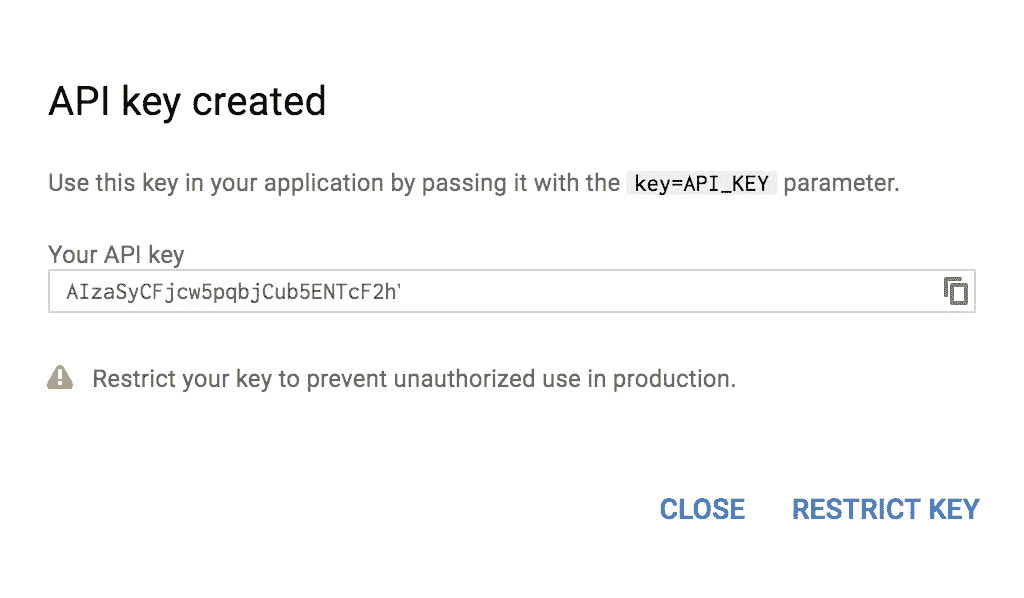 API key created
Use this key in your application by passing it with the key=API_KEY parameter.
Your API key
AIzaSyCFjcw5pqbjCub5ENTcF2h
Restrict your key to prevent unauthorized use in production.
CLOSE RESTRICT KEY